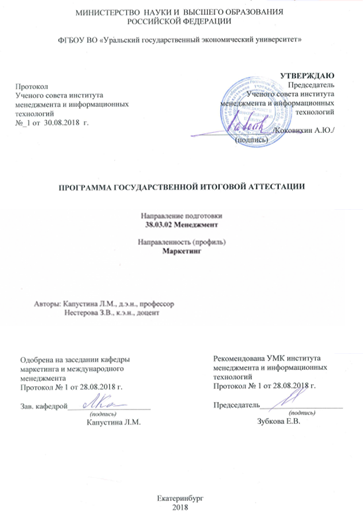 МИНИСТЕРСТВО НАУКИ И ВЫСШЕГО ОБРАЗОВАНИЯ
РОССИЙСКОЙ ФЕДЕРАЦИИ
ФГБОУ ВО «Уральский государственный экономический университет»
УТВЕРЖДАЮ
Председатель
Ученого совета института
менеджмента и информационных
технологий
/Коковихин А.Ю./
(подпись)
Протокол
Ученого совета института
менеджмента и информационных
технологий
№_1 от 30.08.2018 г.
ПРОГРАММА ГОСУДАРСТВЕННОЙ ИТОГОВОЙ АТТЕСТАЦИИ
Направление подготовки
38.03.02 Менеджмент
Направленность (профиль)
Маркетинг
Авторы: Капустина Л.М., д.э.н., профессор
Нестерова З.В., к.э.н., доцент
Одобрена на заседании кафедры
маркетинга и международного
менеджмента
Протокол № 1 от 28.08.2018 г.
Зав. кафедрой
(подпись)
Капустина Л.М.
Рекомендована УМК института
менеджмента и информационных
технологий
Протокол № 1 от 28.08.2018 г.
Председатель
(подпись)
Зубкова Е.В.
Екатеринбург
2018